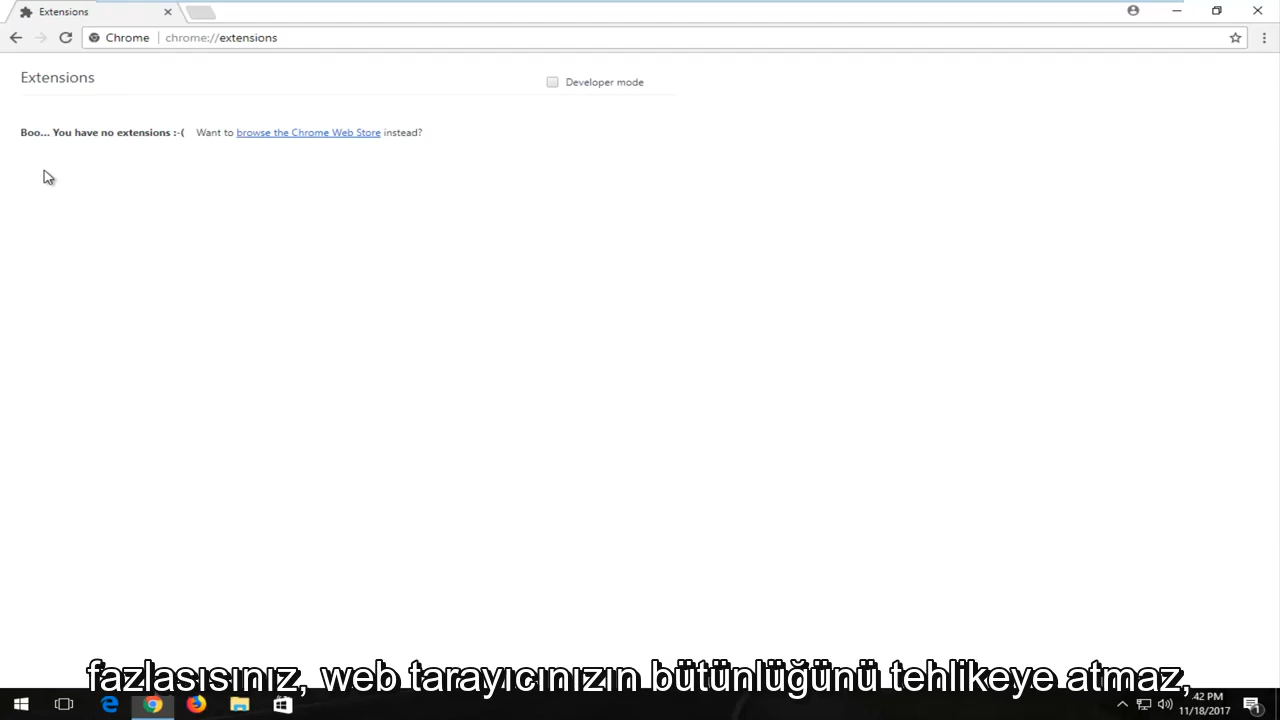 Extensions
Chrome
chrome://extensions
Extensions
Developer mode
Boo... You have no extensions :-( Want to browse the Chrome Web Store instead?
fazlasısınız, web tarayıcınızın bütünlüğünü tehlikeye atmaz,
:42 PM
11/18/2017
1